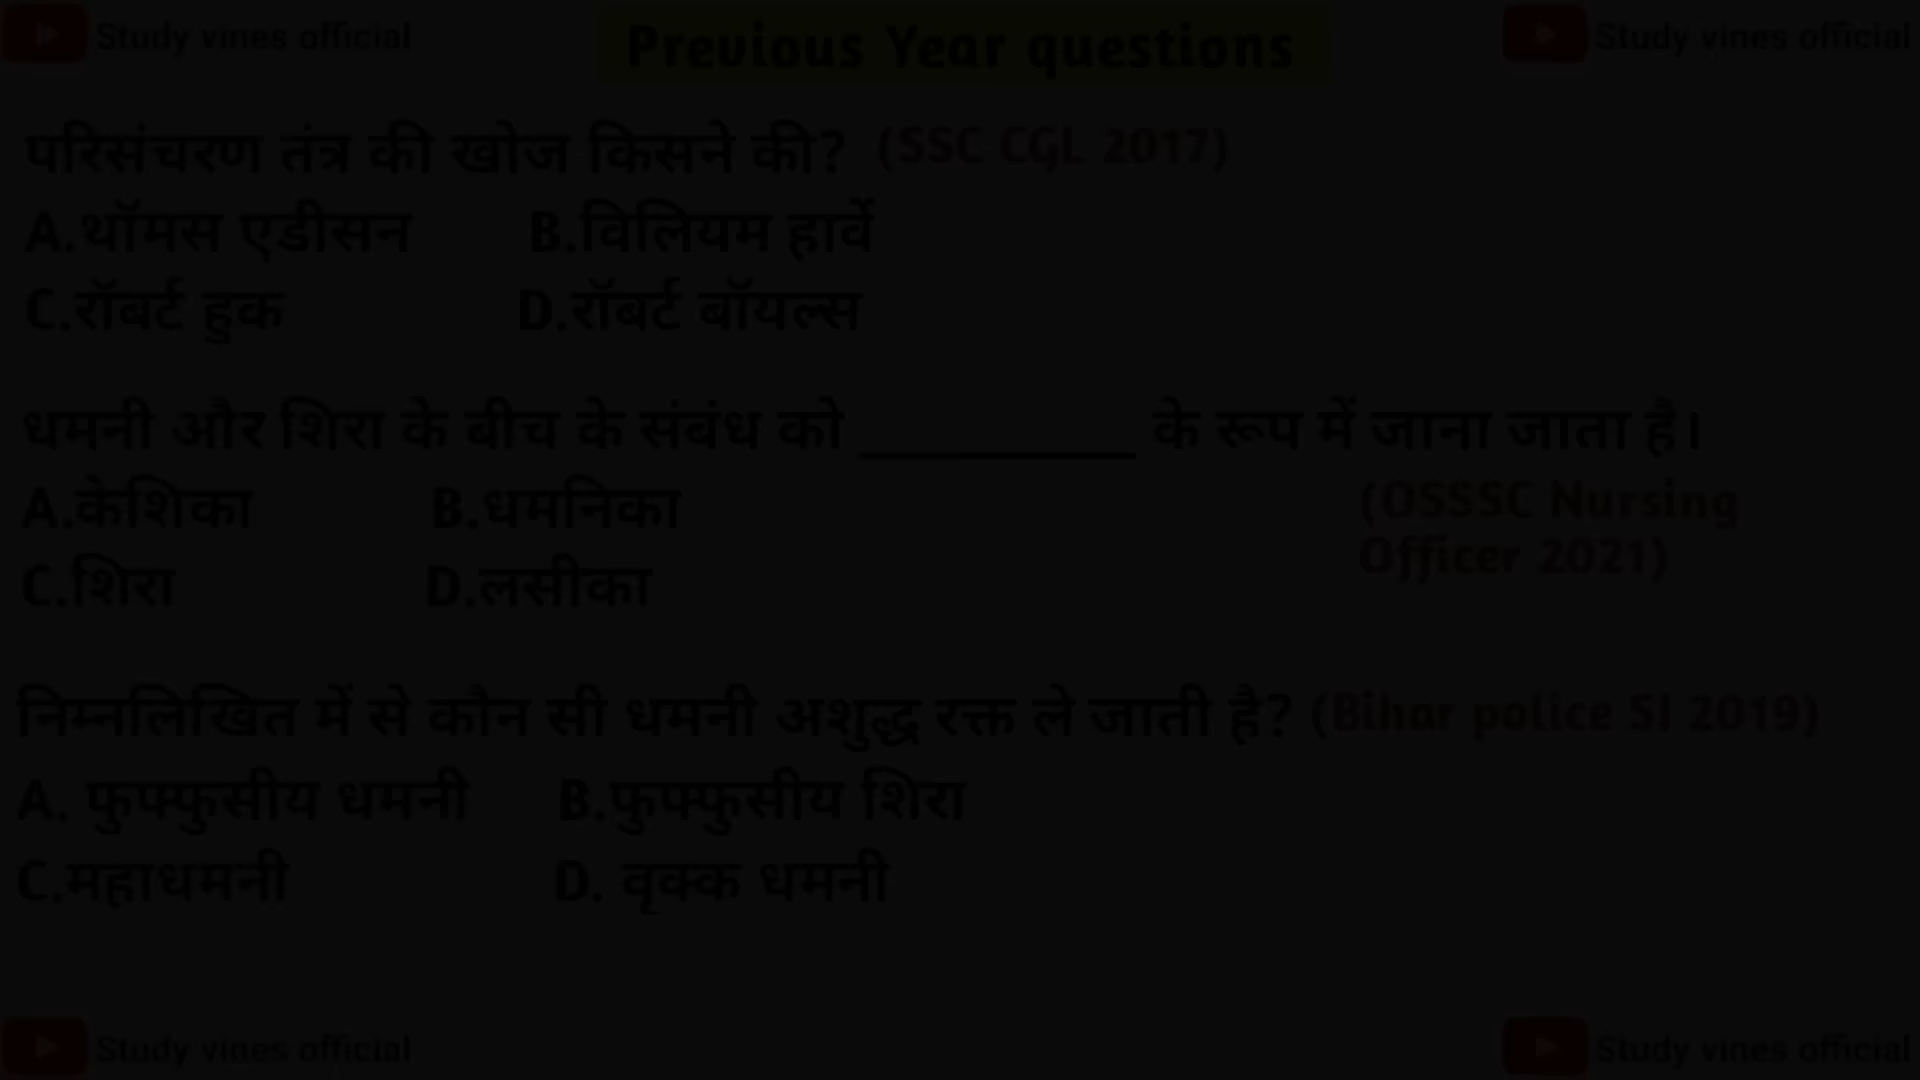 Study vines official
Previous Year questions
Study vines official
परिसंचरण तंत्र की खोज किसने की? (SSC CGL 2017)
A.थॉमस एडीसन B.विलियम हार्वे
C.रॉबर्ट हुक D.रॉबर्ट बॉयल्स
धमनी और शिरा के बीच के संबंध को __________ के रूप में जाना जाता है।
A.केशिका B.धमनिका
(OSSSC Nursing
Officer 2021)
C.शिरा D.लसीका
निम्नलिखित में से कौन सी धमनी अशुद्ध रक्त ले जाती है? (Bihar police SI 2019)
A. फुफ्फुसीय धमनी B.फुफ्फुसीय शिरा
C.महाधमनी D. वृक्क धमनी
Study vines official
Study vines official